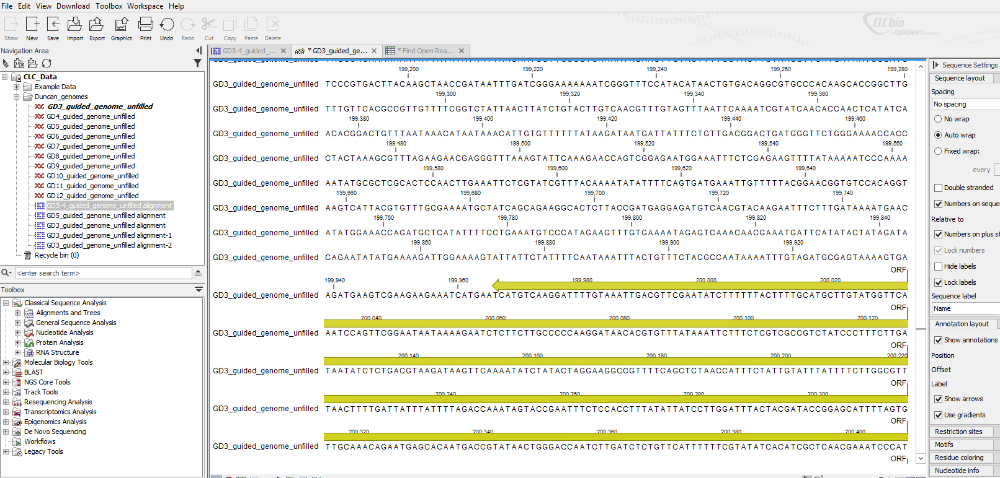 File Edit View Download Toolbox Workspace Help
CLCbio
A QIAGEN Company
Show New Save Import Export Graphics Print Undo Redo Cut Copy Paste Delete
Navigation Area
GD3-4_guided_... * GD3_guided_ge... * Find Open Rea...
CLC_Data
Example Data
Duncan_genomes
GD3_guided_genome_unfilled
GD4_guided_genome_unfilled
GD5_guided_genome_unfilled
GD6_guided_genome_unfilled
GD7_guided_genome_unfilled
GD8_guided_genome_unfilled
GD9_guided_genome_unfilled
GD10_guided_genome_unfilled
GD11_guided_genome_unfilled
GD12_guided_genome_unfilled
GD3-4_guided_genome_unfilled alignment
GD5_guided_genome_unfilled alignment
GD3_guided_genome_unfilled alignment
GD3_guided_genome_unfilled alignment-1
GD3_guided_genome_unfilled alignment-2
Recycle bin (0)
<enter search term>
Toolbox
Classical Sequence Analysis
Alignments and Trees
General Sequence Analysis
Nucleotide Analysis
Protein Analysis
RNA Structure
Molecular Biology Tools
BLAST
NGS Core Tools
Track Tools
Resequencing Analysis
Transcriptomics Analysis
Epigenomics Analysis
De Novo Sequencing
Workflows
Legacy Tools
199,200 199,220 199,240 199,260 199,280
GD3_guided_genome_unfilled TCCCGTGACTTACAAGCTAACCGATAATTTGATCGGGAAAAAAATCGGGTTTCCATACATAACTGTGACAGGCGTGCCCACAAGCACCGGCTTG
199,300 199,320 199,340 199,360
GD3_guided_genome_unfilled TTTGTTCACGCCGTTGTTTTCGGTCTATTAACTTATCTGTACTTGTCAACGTTTGTAGTTTAATTCAAAATCGTATCAACACCAACTCATATCA
199,380 199,400 199,420 199,440 199,460
GD3_guided_genome_unfilled ACACGGACTGTTTAATAAACATAATAAACATTGTGTTTTTTATAAGATAATGATTATTTCTGTTGACGGACTGATGGGTTCTGGGAAAACCACC
199,480 199,500 199,520 199,540 199,560
GD3_guided_genome_unfilled CTACTAAAGCGTTTAGAAGAACGAGGGTTTAAAGTATTCAAAGAACCAGTCGGAGAATGGAAATTTCTCGAGAAGTTTTATAAAAATCCCAAAA
199,580 199,600 199,620 199,640
GD3_guided_genome_unfilled AATATGCGCTCGCACTCCAACTTGAAATTCTCGTATCGTTTACAAAATATATTTTCAGTGATGAAATTGTTTTTACGGAACGGTGTCCACAGGT
199,660 199,680 199,700 199,720 199,740
GD3_guided_genome_unfilled AAGTCATTACGTGTTTGCGAAAATGCTATCAGCAGAAGGCACTCTTACCGATGAGGAGATGTCAACGTACAAGAATTTCTTTGATAAAATGAAC
199,760 199,780 199,800 199,820 199,840
GD3_guided_genome_unfilled ATATGGAAACCAGATGCTCATATTTTCCTGAAATGTCCCATAGAAGTTTGTGAAAATAGAGTCAAACAACGAAATGATTCATATACTATAGATA
199,860 199,880 199,900 199,920
GD3_guided_genome_unfilled CAGAATATATGAAAAGATTGGAAAAGTATTATTCTATTTTCAATAAATTTACTGTTTCTACGCCAATAAAATTTGTAGATGCGAGTAAAAGTGA
ORF
199,940 199,960 199,980 200,000 200,020
GD3_guided_genome_unfilled AGATGAAGTCGAAGAAGAAATCATGAATCATGTCAAGGATTTTGTAAATTGACGTTCGAATATCTTTTTTACTTTTGCATGCTTGTATGGTTCA
ORF
200,040 200,060 200,080 200,100 200,120
GD3_guided_genome_unfilled AATCCAGTTCGGAATAATAAAAGAATCTCTTCTTGCCCCCAAGGATAACACGTGTTTATAAATTCTTTCTCGTCGCCGTCTATCCCTTTCTTGA
ORF
200,140 200,160 200,180 200,200 200,220
GD3_guided_genome_unfilled TAATATCTCTGACGTAAGATAAGTTCAAAATATCTATACTAGGAAGGCCGTTTTCAGCTCTAACCATTTCTATTGTATTTATTTTCTTGGCGTT
ORF
200,240 200,260 200,280 200,300
GD3_guided_genome_unfilled TAACTTTTGATTATTTATTTTAGACCAAATAGTACCGAATTTCTCCACCTTTATATTATCCTTGGATTTACTACGATACCGGAGCATTTTAGTG
ORF
200,320 200,340 200,360 200,380 200,400
GD3_guided_genome_unfilled TTGCAAACAGAATGAGCACAATGACCGTATAACTGGGACCAATCTTGATCTCTGTTCATTTTTTCGTATATCACATCGCTCAACGAAATCCCAT
ORF
Sequence Settings
Sequence layout
Spacing
No spacing
No wrap
Auto wrap
Fixed wrap:
every
Double stranded
Numbers on seque
Relative to
Numbers on plus st
Lock numbers
Hide labels
Lock labels
Sequence label
Name
Annotation layout
Show annotations
Position
Offset
Label
Show arrows
Use gradients
Restriction sites
Motifs
Residue coloring
Nucleotide info